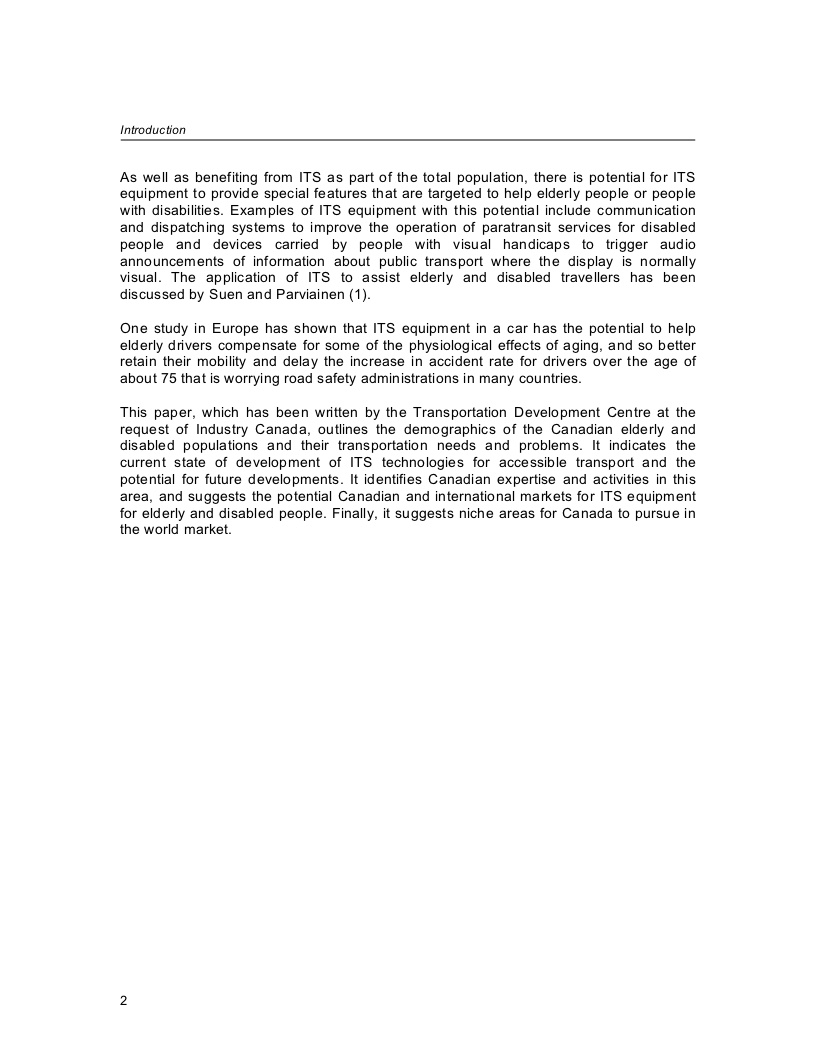 Introduction
As well as benefiting from ITS as part of the total population, there is potential for ITS
equipment to provide special features that are targeted to help elderly people or people
with disabilities. Examples of ITS equipment with this potential include communication
and dispatching systems to improve the operation of paratransit services for disabled
people and devices carried by people with visual handicaps to trigger audio
announcements of information about public transport where the display is normally
visual. The application of ITS to assist elderly and disabled travellers has been
discussed by Suen and Parviainen (1).
One study in Europe has shown that ITS equipment in a car has the potential to help
elderly drivers compensate for some of the physiological effects of aging, and so better
retain their mobility and delay the increase in accident rate for drivers over the age of
about 75 that is worrying road safety administrations in many countries.
This paper, which has been written by the Transportation Development Centre at the
request of Industry Canada, outlines the demographics of the Canadian elderly and
disabled populations and their transportation needs and problems. It indicates the
current state of development of ITS technologies for accessible transport and the
potential for future developments. It identifies Canadian expertise and activities in this
area, and suggests the potential Canadian and international markets for ITS equipment
for elderly and disabled people. Finally, it suggests niche areas for Canada to pursue in
the world market.
2